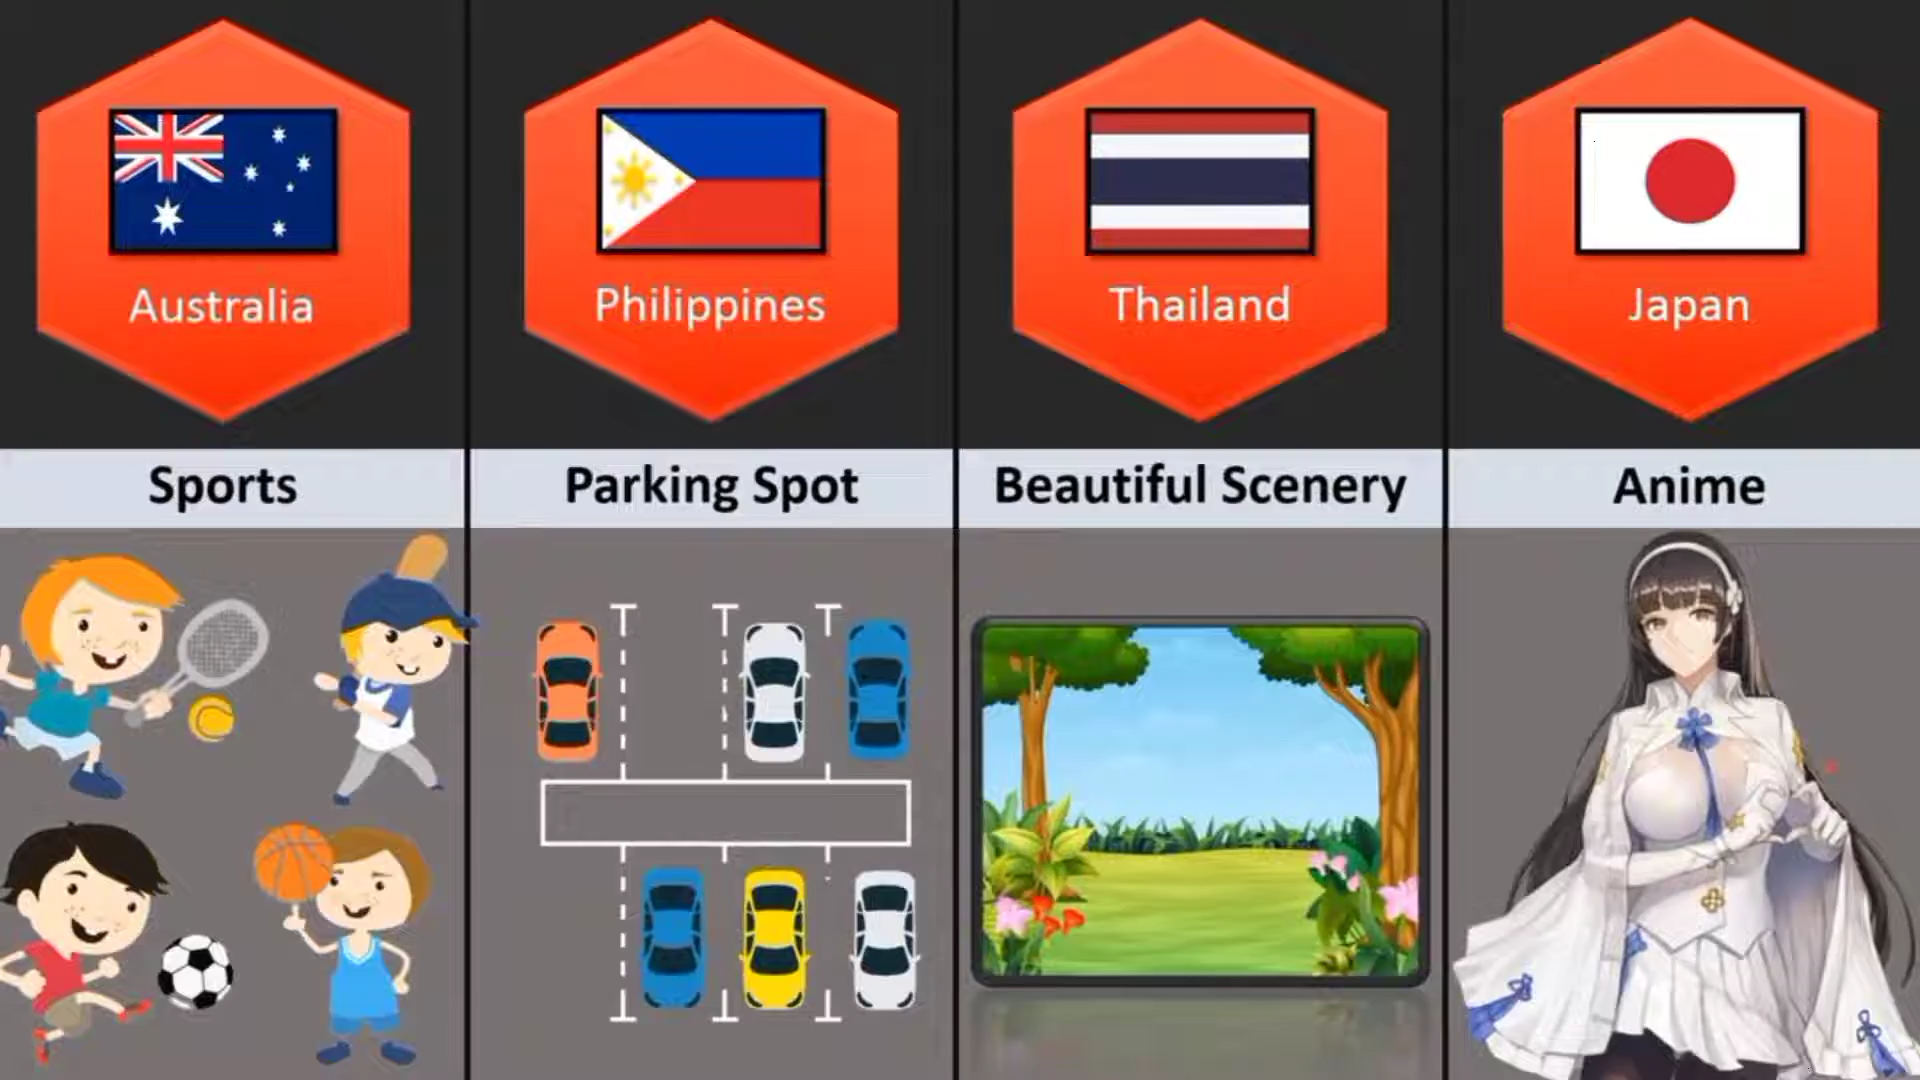 Australia
Philippines
Thailand
Japan
Sports
Parking Spot
Beautiful Scenery
Anime